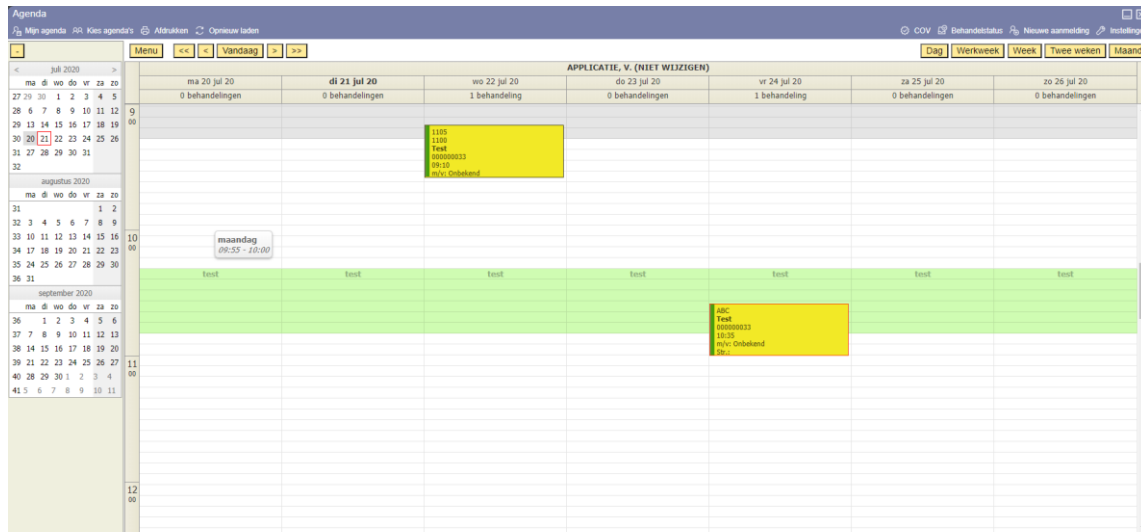 Agenda
Mijn agenda Kies agenda's Afdrukken Opnieuw laden COV Behandelstatus Nieuwe aanmelding
- Menu << < Vandaag > >> Dag Werkweek Week Twee weken Maand
< juli 2020 >
ma di wo do vr za zo
27 29 30 1 2 3 4 5
28 6 7 8 9 10 11 12
29 13 14 15 16 17 18 19
30 20 21 22 23 24 25 26
31 27 28 29 30 31
32
augustus 2020
ma di wo do vr za zo
31 1 2
32 3 4 5 6 7 8 9
33 10 11 12 13 14 15 16
34 17 18 19 20 21 22 23
35 24 25 26 27 28 29 30
36 31
september 2020
ma di wo do vr za zo
36 1 2 3 4 5 6
37 7 8 9 10 11 12 13
38 14 15 16 17 18 19 20
39 21 22 23 24 25 26 27
40 28 29 30 1 2 3 4
41 5 6 7 8 9 10 11
APPLICATIE, V. (NIET WIJZIGEN)
ma 20 jul 20 di 21 jul 20 wo 22 jul 20 do 23 jul 20 vr 24 jul 20 za 25 jul 20 zo 26 jul 20
0 behandelingen 0 behandelingen 1 behandeling 0 behandelingen 1 behandeling 0 behandelingen 0 behandelingen
9
00
1105
1100
Test
000000033
09:10
m/v: Onbekend
10
00
maandag
09:55 - 10:00
test test test test test test test
ABC
Test
000000033
10:35
m/v: Onbekend
Str.:
11
00
12
00